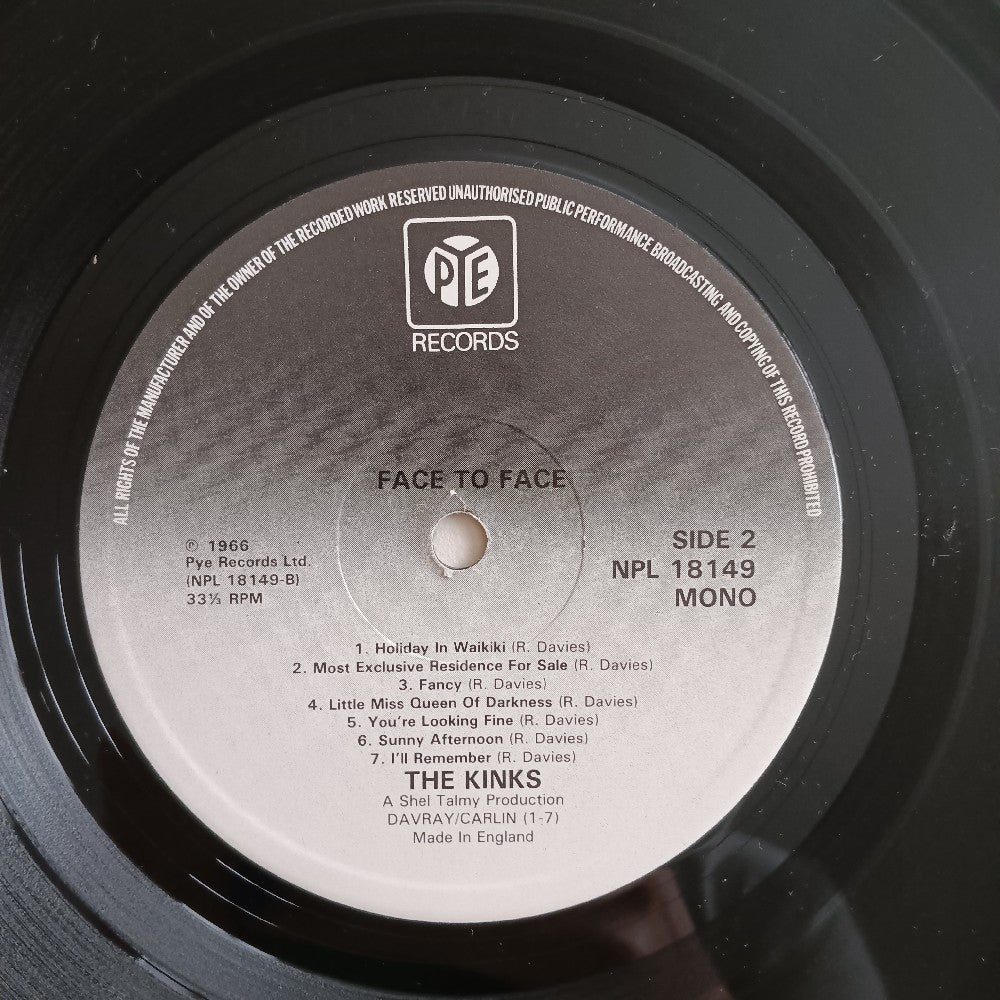 ALL RIGHTS OF THE MANUFACTURER AND OF THE OWNER OF THE RECORDED WORK RESERVED UNAUTHORISED PUBLIC PERFORMANCE BROADCASTING AND COPYING OF THIS RECORD PROHIBITED
PYE
RECORDS
FACE TO FACE
℗ 1966
Pye Records Ltd.
(NPL 18149-B)
33⅓ RPM
SIDE 2
NPL 18149
MONO
1. Holiday In Waikiki (R. Davies)
2. Most Exclusive Residence For Sale (R. Davies)
3. Fancy (R. Davies)
4. Little Miss Queen Of Darkness (R. Davies)
5. You're Looking Fine (R. Davies)
6. Sunny Afternoon (R. Davies)
7. I'll Remember (R. Davies)
THE KINKS
A Shel Talmy Production
DAVRAY/CARLIN (1-7)
Made In England